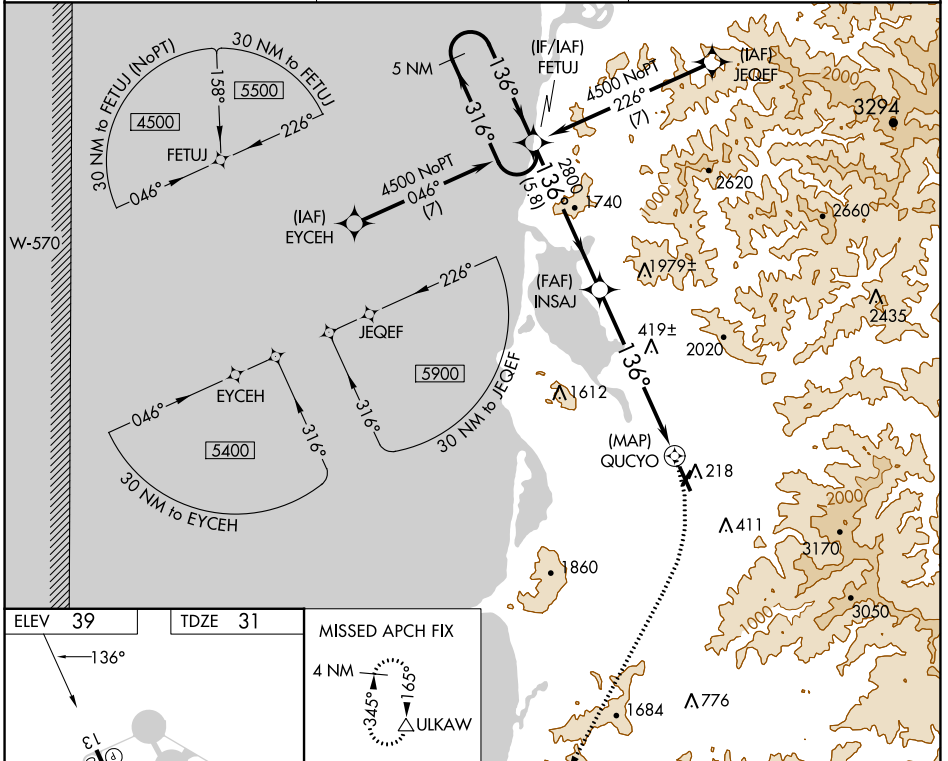 30 NM to FETUJ (NoPT)
30 NM to FETUJ
158°
5500
4500
226°
FETUJ
046°
5 NM
136°
316°
(IF/IAF)
FETUJ
4500 NoPT
226°
(7)
(IAF)
JEQEF
2000
3294
4500 NoPT
046°
(7)
(IAF)
EYCEH
2800
136°
(5.8)
1740
1000
2620
2660
W-570
(FAF)
INSAJ
1979±
2435
419±
2020
136°
1612
226°
JEQEF
5900
316°
30 NM to JEQEF
EYCEH
046°
5400
316°
30 NM to EYCEH
(MAP)
QUCYO
218
411
2000
3170
1860
3050
1000
1684
776
ELEV 39
TDZE 31
136°
13
P
MISSED APCH FIX
4 NM
345°
165°
ULKAW